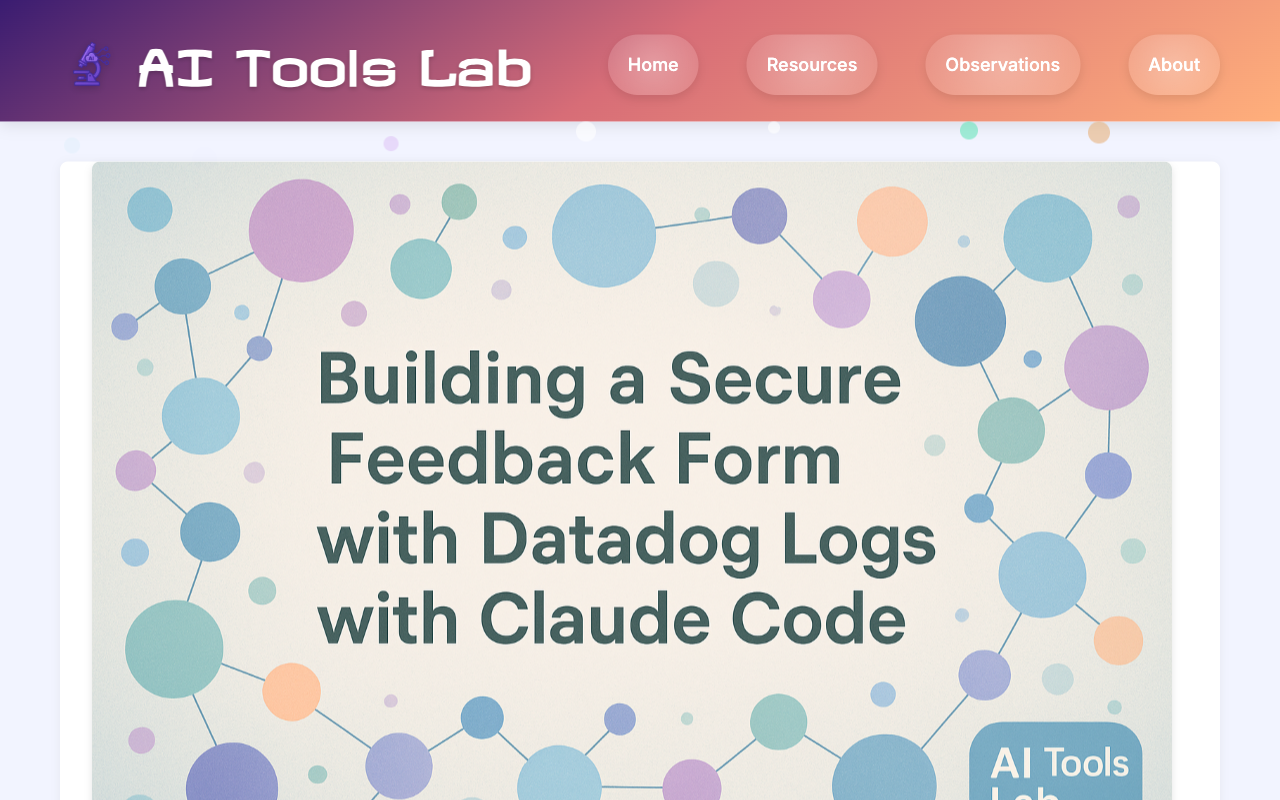 AI Tools Lab
Home
Resources
Observations
About
Building a Secure
Feedback Form
with Datadog Logs
with Claude Code
AI Tools
Lab